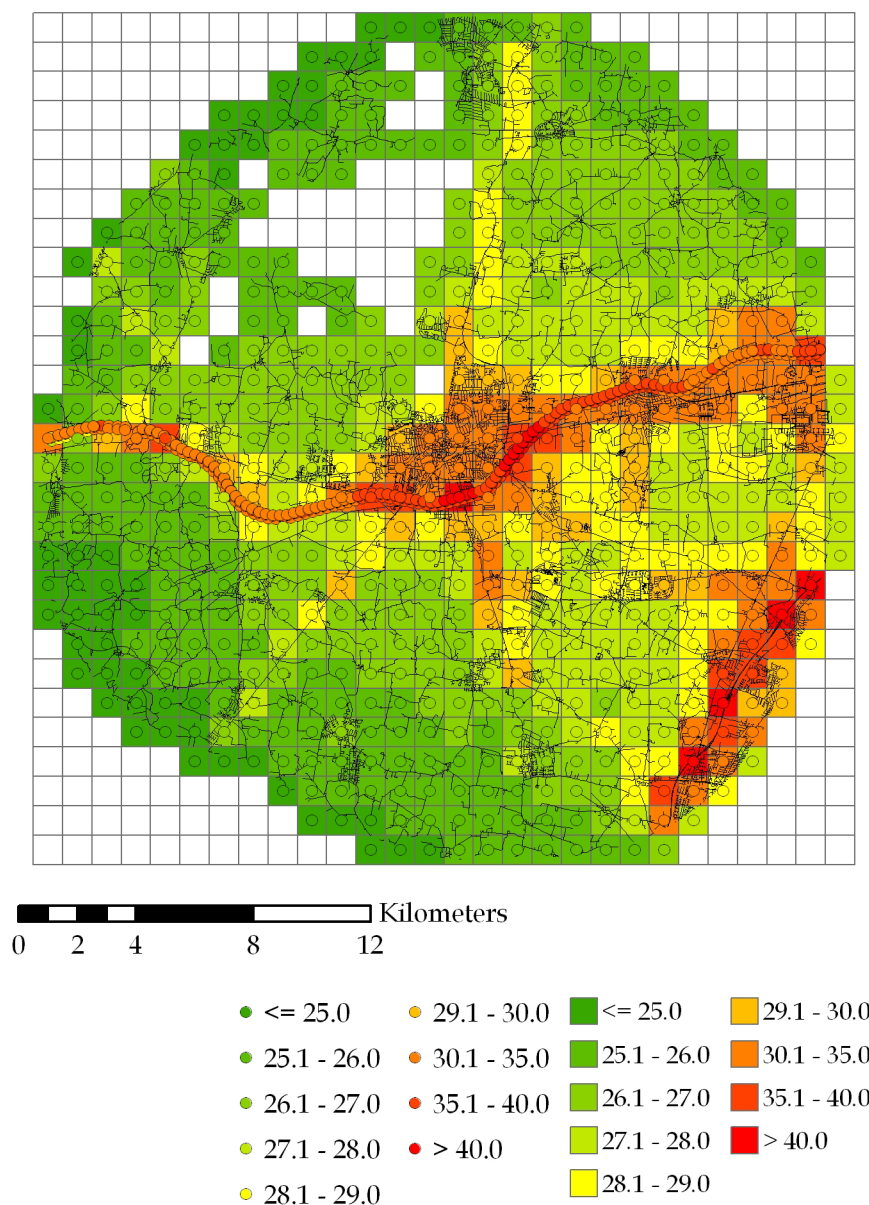 Kilometers
0 2 4 8 12
<= 25.0 29.1 - 30.0 <= 25.0 29.1 - 30.0
25.1 - 26.0 30.1 - 35.0 25.1 - 26.0 30.1 - 35.0
26.1 - 27.0 35.1 - 40.0 26.1 - 27.0 35.1 - 40.0
27.1 - 28.0 > 40.0 27.1 - 28.0 > 40.0
28.1 - 29.0 28.1 - 29.0